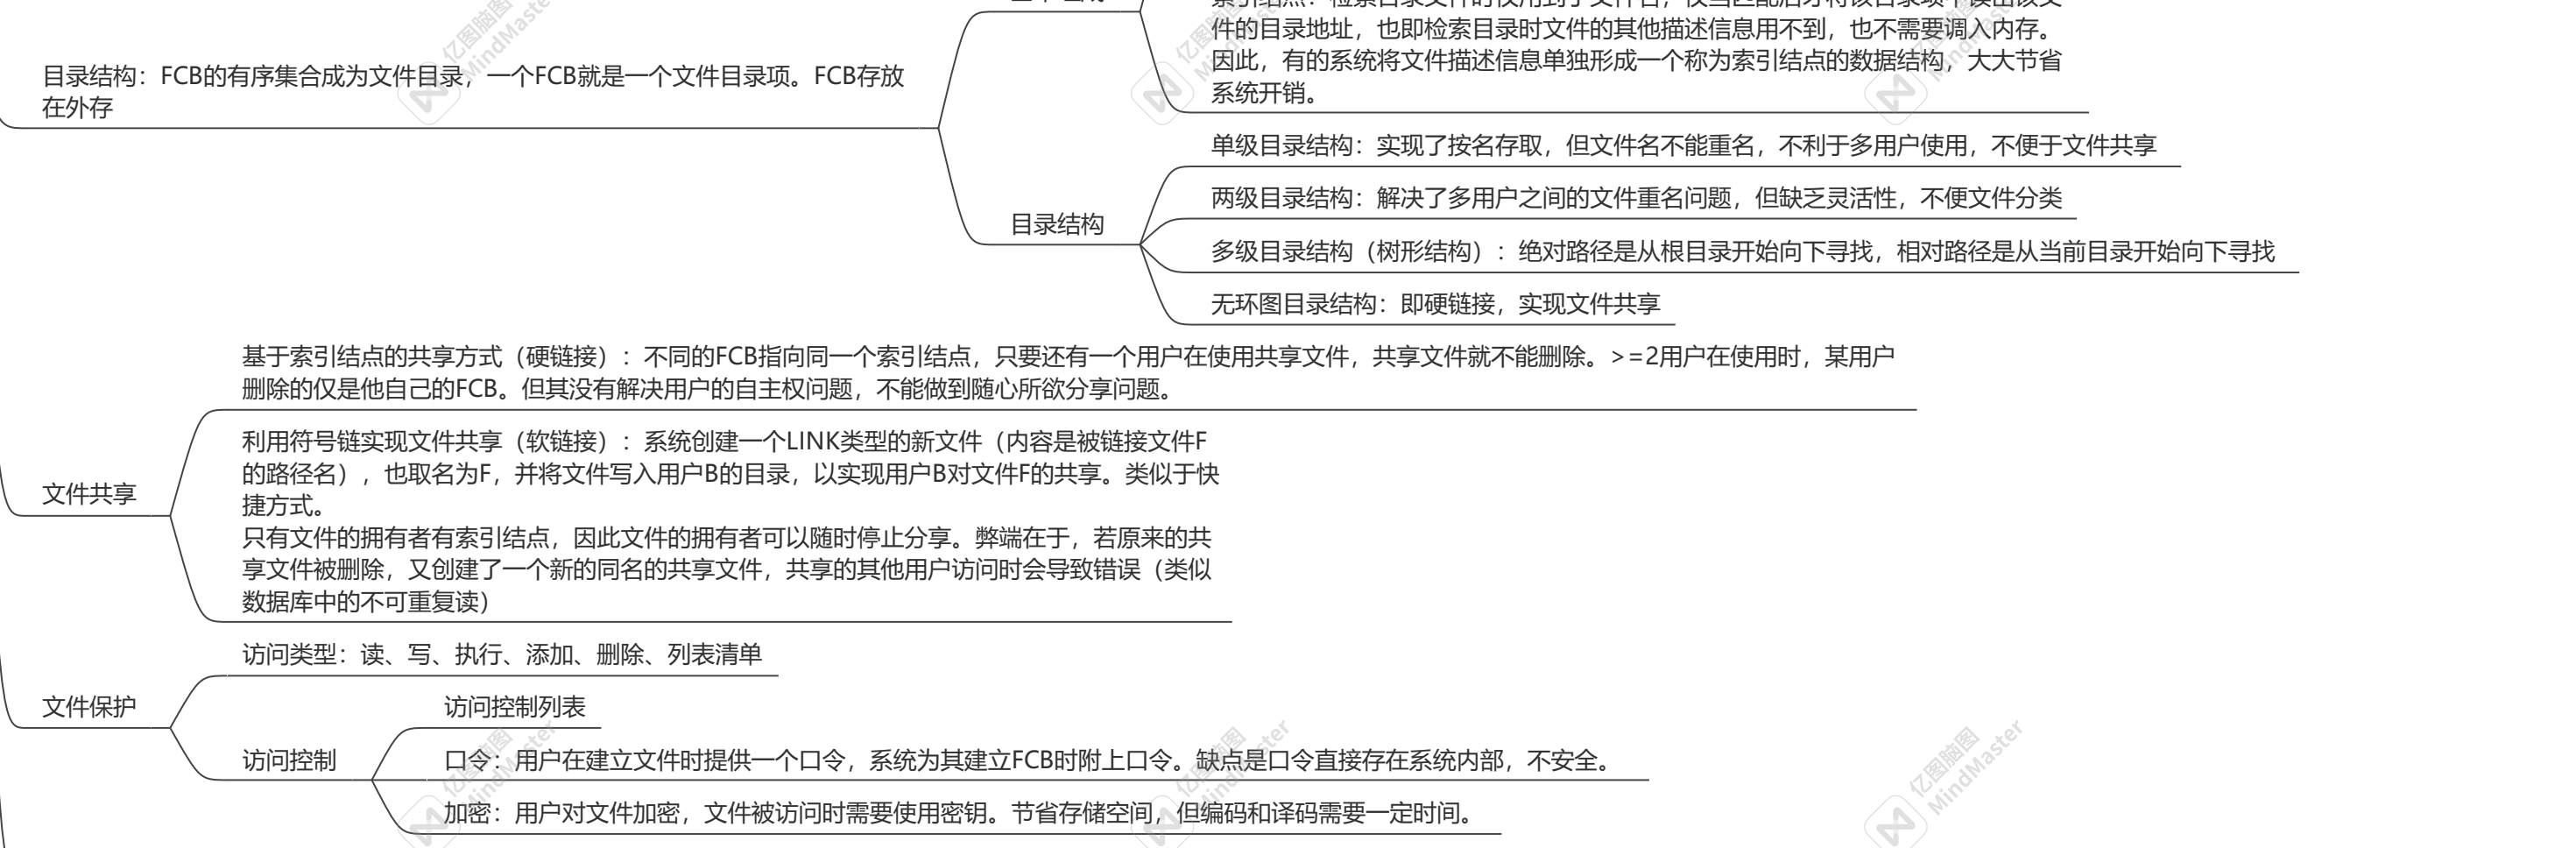 件的目录地址，也即检索目录时文件的其他描述信息用不到，也不需要调入内存。
因此，有的系统将文件描述信息单独形成一个称为索引结点的数据结构，大大节省
系统开销。
目录结构：FCB的有序集合成为文件目录，一个FCB就是一个文件目录项。FCB存放
在外存
单级目录结构：实现了按名存取，但文件名不能重名，不利于多用户使用，不便于文件共享
两级目录结构：解决了多用户之间的文件重名问题，但缺乏灵活性，不便文件分类
目录结构
多级目录结构（树形结构）：绝对路径是从根目录开始向下寻找，相对路径是从当前目录开始向下寻找
无环图目录结构：即硬链接，实现文件共享
基于索引结点的共享方式（硬链接）：不同的FCB指向同一个索引结点，只要还有一个用户在使用共享文件，共享文件就不能删除。>=2用户在使用时，某用户
删除的仅是他自己的FCB。但其没有解决用户的自主权问题，不能做到随心所欲分享问题。
文件共享
利用符号链实现文件共享（软链接）：系统创建一个LINK类型的新文件（内容是被链接文件F
的路径名），也取名为F，并将文件写入用户B的目录，以实现用户B对文件F的共享。类似于快
捷方式。
只有文件的拥有者有索引结点，因此文件的拥有者可以随时停止分享。弊端在于，若原来的共
享文件被删除，又创建了一个新的同名的共享文件，共享的其他用户访问时会导致错误（类似
数据库中的不可重复读）
文件保护
访问类型：读、写、执行、添加、删除、列表清单
访问控制
访问控制列表
口令：用户在建立文件时提供一个口令，系统为其建立FCB时附上口令。缺点是口令直接存在系统内部，不安全。
加密：用户对文件加密，文件被访问时需要使用密钥。节省存储空间，但编码和译码需要一定时间。
亿图脑图
MindMaster
亿图脑图
MindMaster
亿图脑图
MindMaster
亿图脑图
MindMaster
亿图脑图
MindMaster
亿图脑图
MindMaster